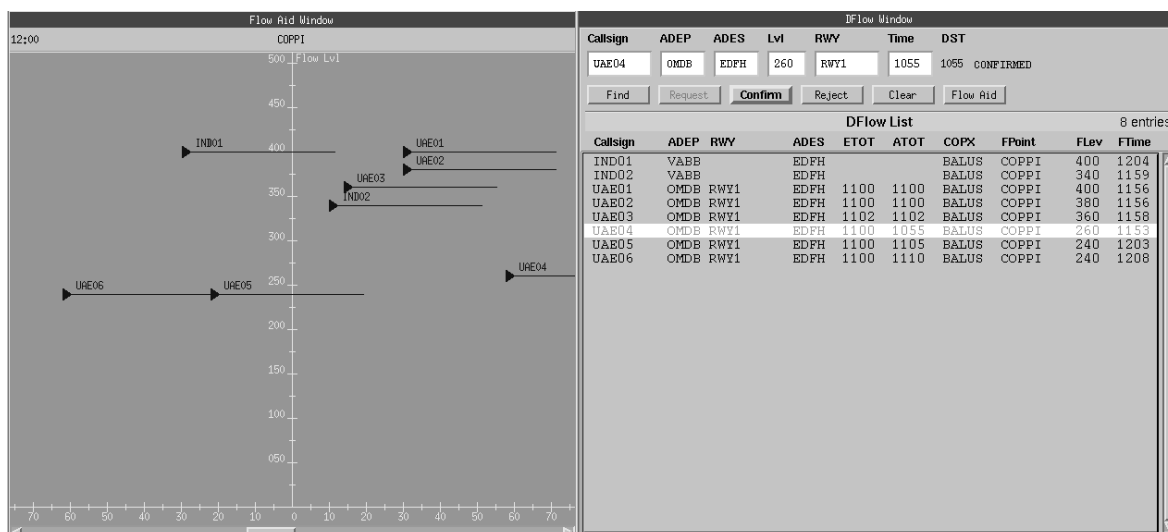 Flow Aid Window
12:00 COPPI
500 Flow Lvl
450
400
350
300
250
200
150
100
050
IND01
UAE01
UAE02
UAE03
IND02
UAE04
UAE06
UAE05
70 60 50 40 30 20 10 0 10 20 30 40 50 60 70
DFlow Window
Callsign ADEP ADES Lvl RWY Time DST
UAE04 OMDB EDFH 260 RWY1 1055 1055 CONFIRMED
Find Request Confirm Reject Clear Flow Aid
DFlow List 8 entries
Callsign ADEP RWY ADES ETOT ATOT COPX FPoint FLev FTime
IND01 VABB EDFH BALUS COPPI 400 1204
IND02 VABB EDFH BALUS COPPI 340 1159
UAE01 OMDB RWY1 EDFH 1100 1100 BALUS COPPI 400 1156
UAE02 OMDB RWY1 EDFH 1100 1100 BALUS COPPI 380 1156
UAE03 OMDB RWY1 EDFH 1102 1102 BALUS COPPI 360 1158
UAE04 OMDB RWY1 EDFH 1100 1055 BALUS COPPI 260 1153
UAE05 OMDB RWY1 EDFH 1100 1105 BALUS COPPI 240 1203
UAE06 OMDB RWY1 EDFH 1100 1110 BALUS COPPI 240 1208